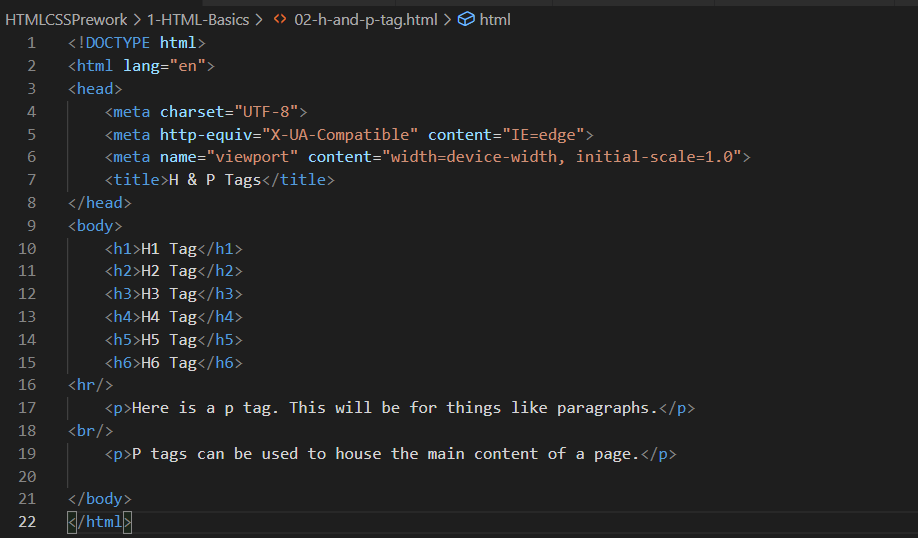 HTMLCSSPrework > 1-HTML-Basics > <> 02-h-and-p-tag.html > html
1 <!DOCTYPE html>
2 <html lang="en">
3 <head>
4     <meta charset="UTF-8">
5     <meta http-equiv="X-UA-Compatible" content="IE=edge">
6     <meta name="viewport" content="width=device-width, initial-scale=1.0">
7     <title>H & P Tags</title>
8 </head>
9 <body>
10     <h1>H1 Tag</h1>
11     <h2>H2 Tag</h2>
12     <h3>H3 Tag</h3>
13     <h4>H4 Tag</h4>
14     <h5>H5 Tag</h5>
15     <h6>H6 Tag</h6>
16 <hr/>
17     <p>Here is a p tag. This will be for things like paragraphs.</p>
18 <br/>
19     <p>P tags can be used to house the main content of a page.</p>
20
21 </body>
22 </html>